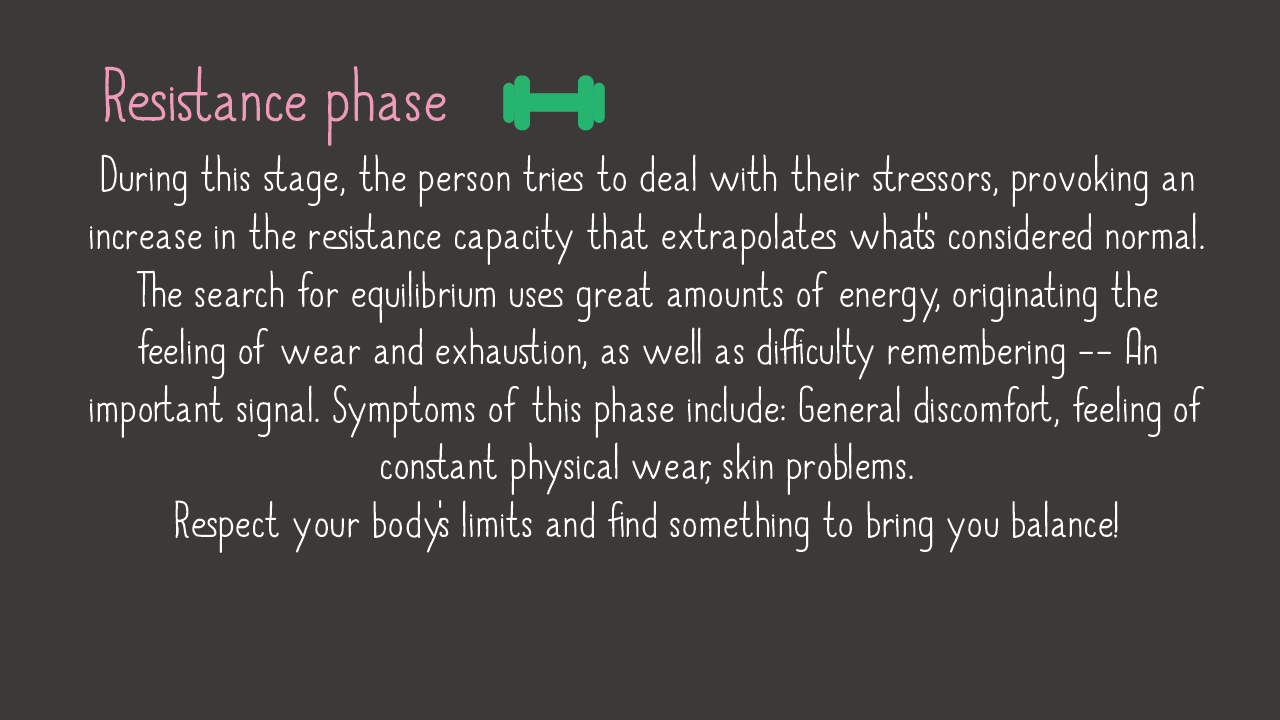 Resistance phase
During this stage, the person tries to deal with their stressors, provoking an
increase in the resistance capacity that extrapolates what's considered normal.
The search for equilibrium uses great amounts of energy, originating the
feeling of wear and exhaustion, as well as difficulty remembering -- An
important signal. Symptoms of this phase include: General discomfort, feeling of
constant physical wear, skin problems.
Respect your body's limits and find something to bring you balance!